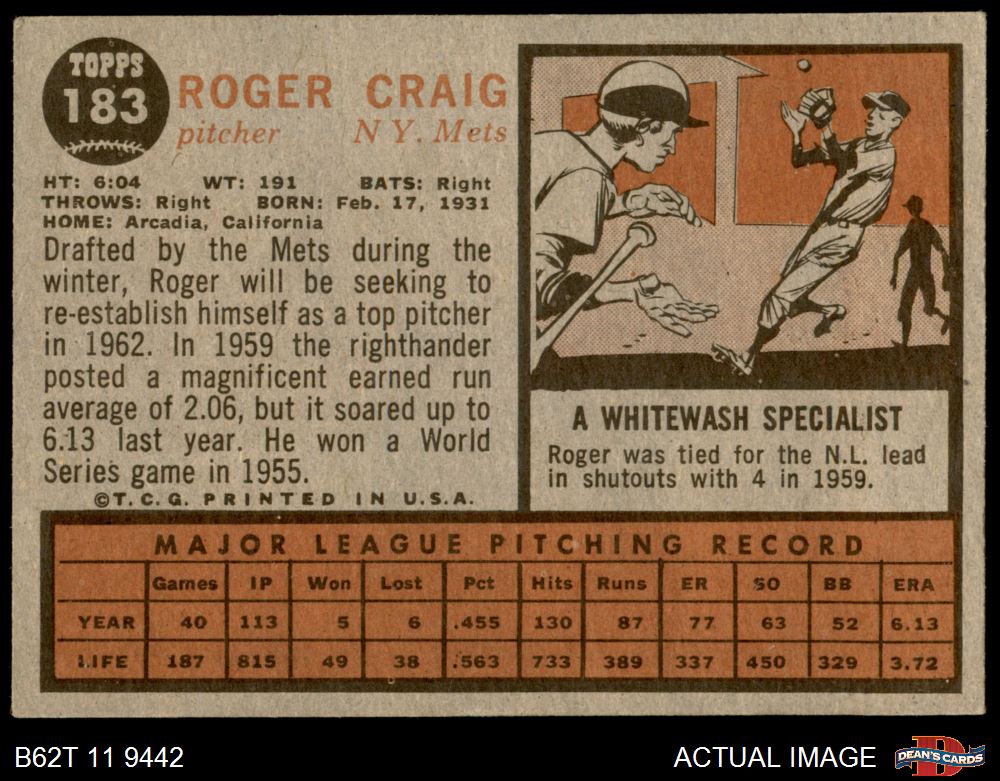 TOPPS
183
ROGER CRAIG
pitcher N Y. Mets
HT: 6:04 WT: 191 BATS: Right
THROWS: Right BORN: Feb. 17, 1931
HOME: Arcadia, California
Drafted by the Mets during the
winter, Roger will be seeking to
re-establish himself as a top pitcher
in 1962. In 1959 the righthander
posted a magnificent earned run
average of 2.06, but it soared up to
6.13 last year. He won a World
Series game in 1955.
©T.C.G. PRINTED IN U.S.A.
A WHITEWASH SPECIALIST
Roger was tied for the N.L. lead
in shutouts with 4 in 1959.
MAJOR LEAGUE PITCHING RECORD
Games IP Won Lost Pct Hits Runs ER SO BB ERA
YEAR 40 113 5 6 .455 130 87 77 63 52 6.13
LIFE 187 815 49 38 .563 733 389 337 450 329 3.72
B62T 11 9442
ACTUAL IMAGE
D
DEAN'S CARDS